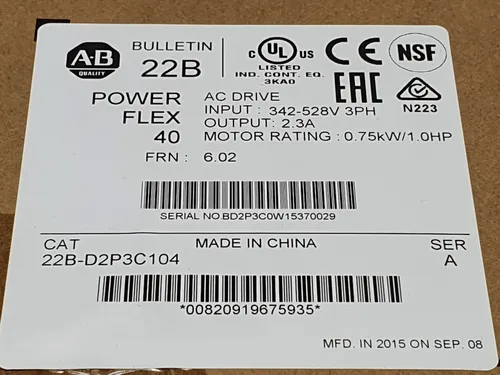 A-B
QUALITY
BULLETIN
22B
C UL US
LISTED
IND. CONT. EQ.
3KA0
CE
NSF
EAC
N223
POWER
FLEX
40
AC DRIVE
INPUT : 342-528V 3PH
OUTPUT : 2.3A
MOTOR RATING : 0.75kW/1.0HP
FRN : 6.02
SERIAL NO.BD2P3C0W15370029
CAT
MADE IN CHINA
SER
22B-D2P3C104
A
*00820919675935*
MFD. IN 2015 ON SEP. 08